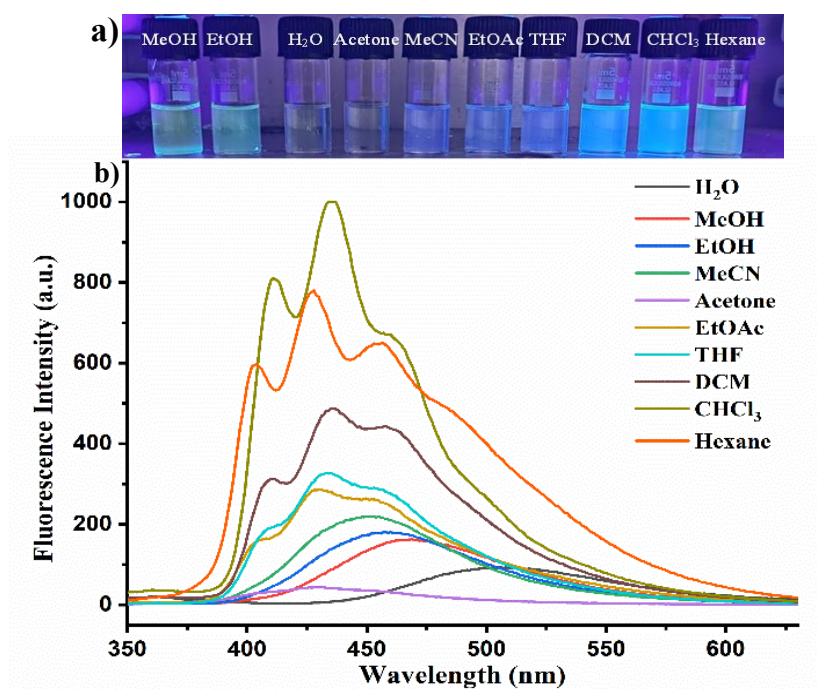 a)
MeOH EtOH H₂O Acetone MeCN EtOAc THF DCM CHCl₃ Hexane
b)
1000
800
600
400
200
0
350 400 450 500 550 600
Wavelength (nm)
Fluorescence Intensity (a.u.)
H₂O
MeOH
EtOH
MeCN
Acetone
EtOAc
THF
DCM
CHCl₃
Hexane